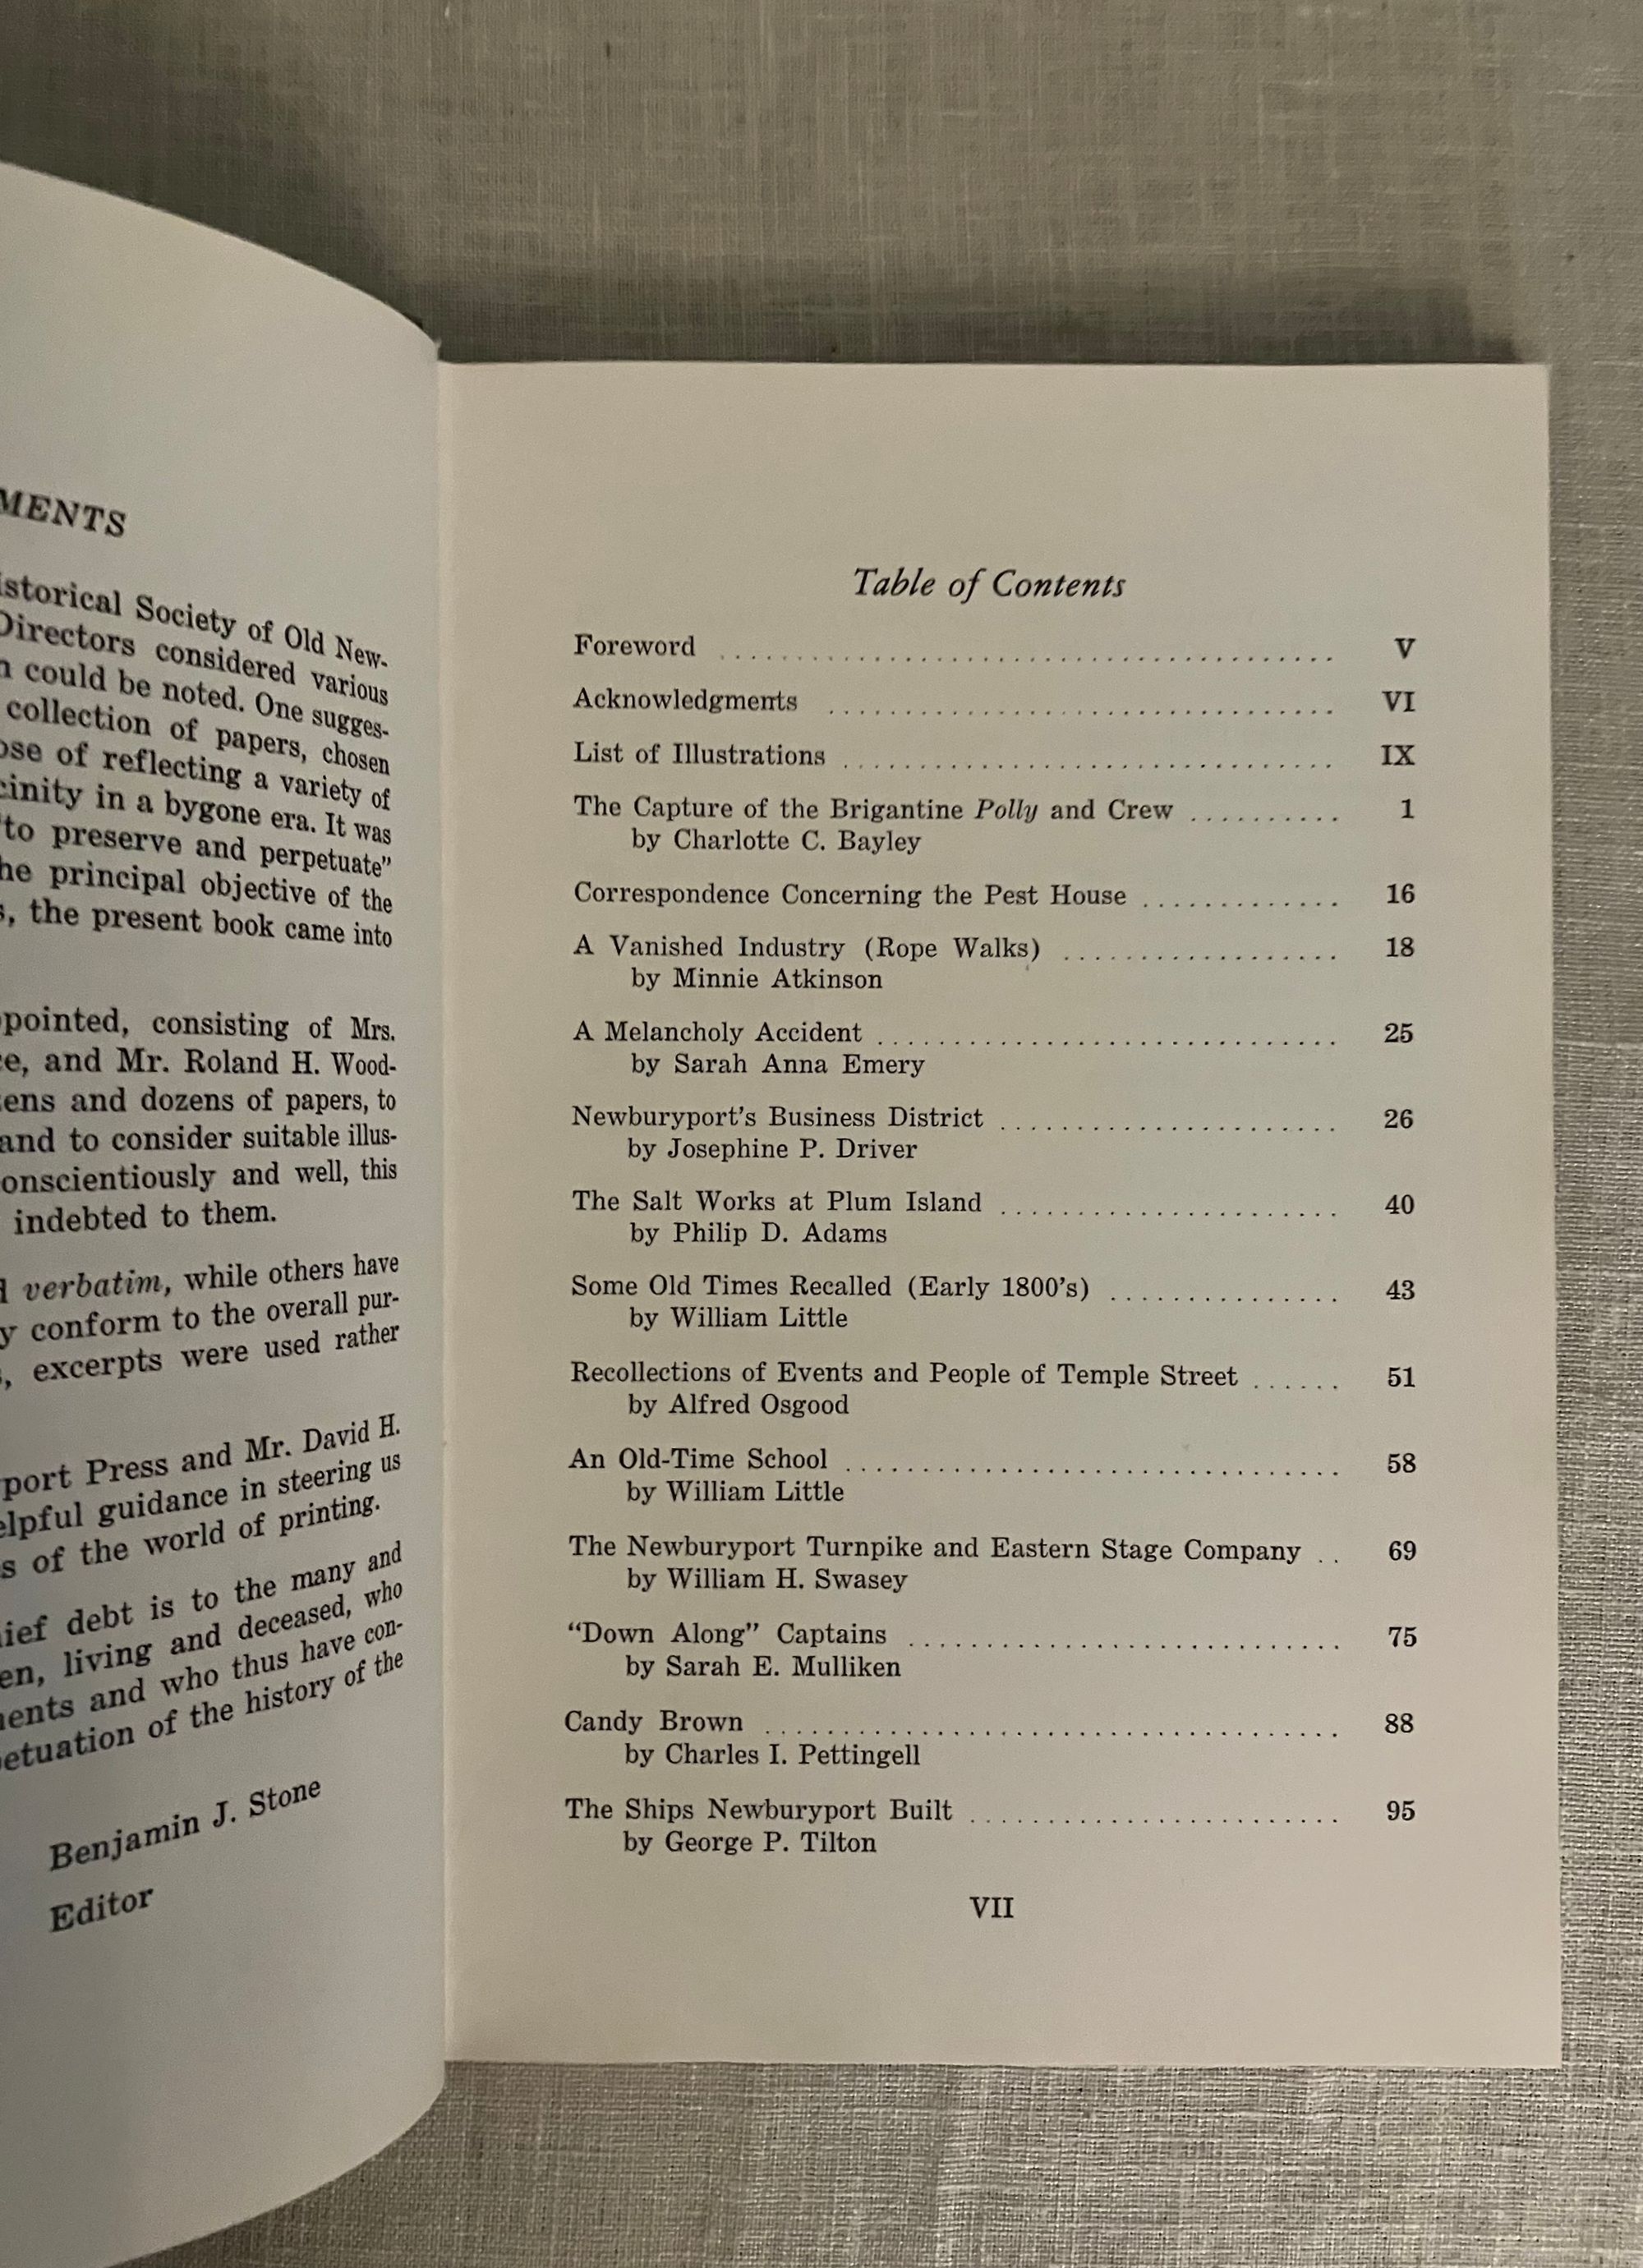 istorical Society of Old New-
Directors considered various
could be noted. One sugges-
collection of papers, chosen
of reflecting a variety of
in a bygone era. It was
"to preserve and perpetuate"
principal objective of the
the present book came into
consisting of Mrs.
and Mr. Roland H. Wood-
and dozens of papers, to
and to consider suitable illus-
and well, this
indebted to them.
verbatim, while others have
conform to the overall pur-
excerpts were used rather
port Press and Mr. David H.
guidance in steering us
of the world of printing.
debt is to the many and
living and deceased, who
and who thus have con-
of the history of the
Benjamin J. Stone
Editor
Table of Contents
Foreword ........ V
Acknowledgments ........ VI
List of Illustrations ........ IX
The Capture of the Brigantine Polly and Crew ........ 1
by Charlotte C. Bayley
Correspondence Concerning the Pest House ........ 16
A Vanished Industry (Rope Walks) ........ 18
by Minnie Atkinson
A Melancholy Accident ........ 25
by Sarah Anna Emery
Newburyport's Business District ........ 26
by Josephine P. Driver
The Salt Works at Plum Island ........ 40
by Philip D. Adams
Some Old Times Recalled (Early 1800's) ........ 43
by William Little
Recollections of Events and People of Temple Street ...... 51
by Alfred Osgood
An Old-Time School ........ 58
by William Little
The Newburyport Turnpike and Eastern Stage Company .. 69
by William H. Swasey
"Down Along" Captains ........ 75
by Sarah E. Mulliken
Candy Brown ........ 88
by Charles I. Pettingell
The Ships Newburyport Built ........ 95
by George P. Tilton
VII